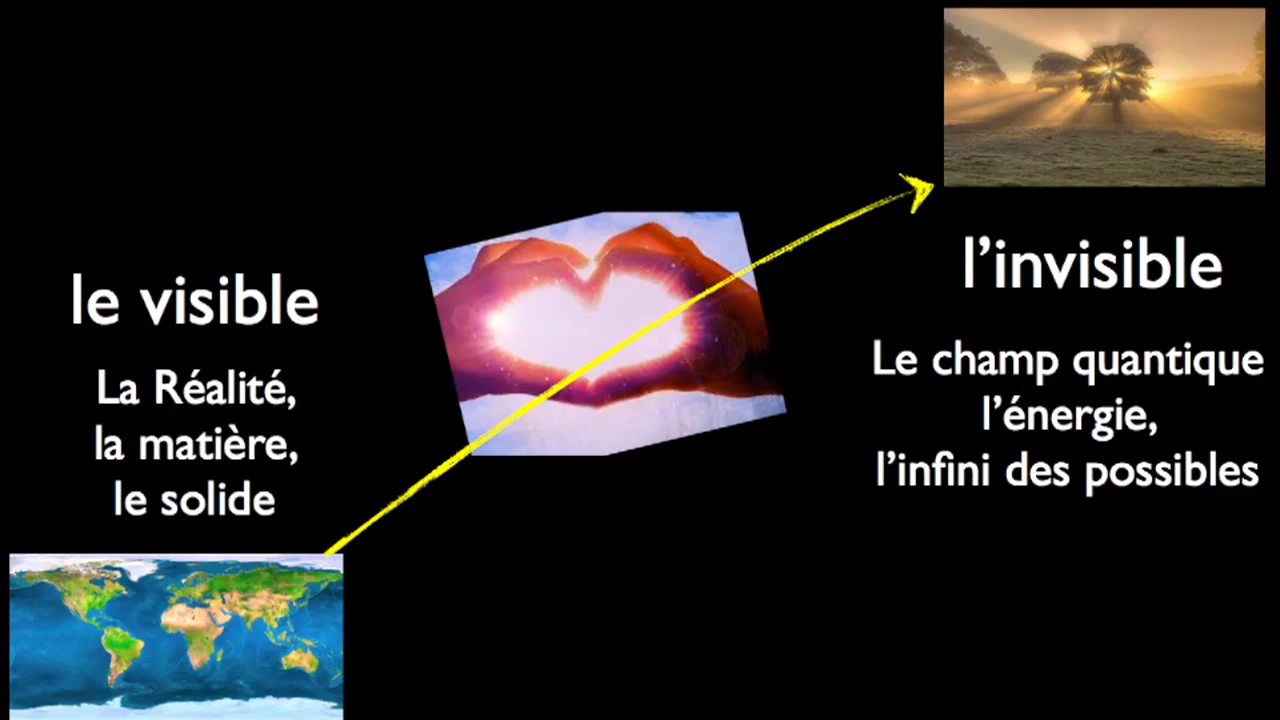 le visible
La Réalité,
la matière,
le solide
l'invisible
Le champ quantique
l'énergie,
l'infini des possibles